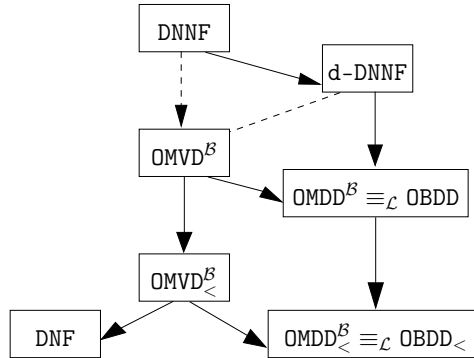 DNNF
d-DNNF
OMVD^ℬ
OMDD^ℬ ≡_ℒ OBDD
OMVD^ℬ_<
DNF
OMDD^ℬ_< ≡_ℒ OBDD_<